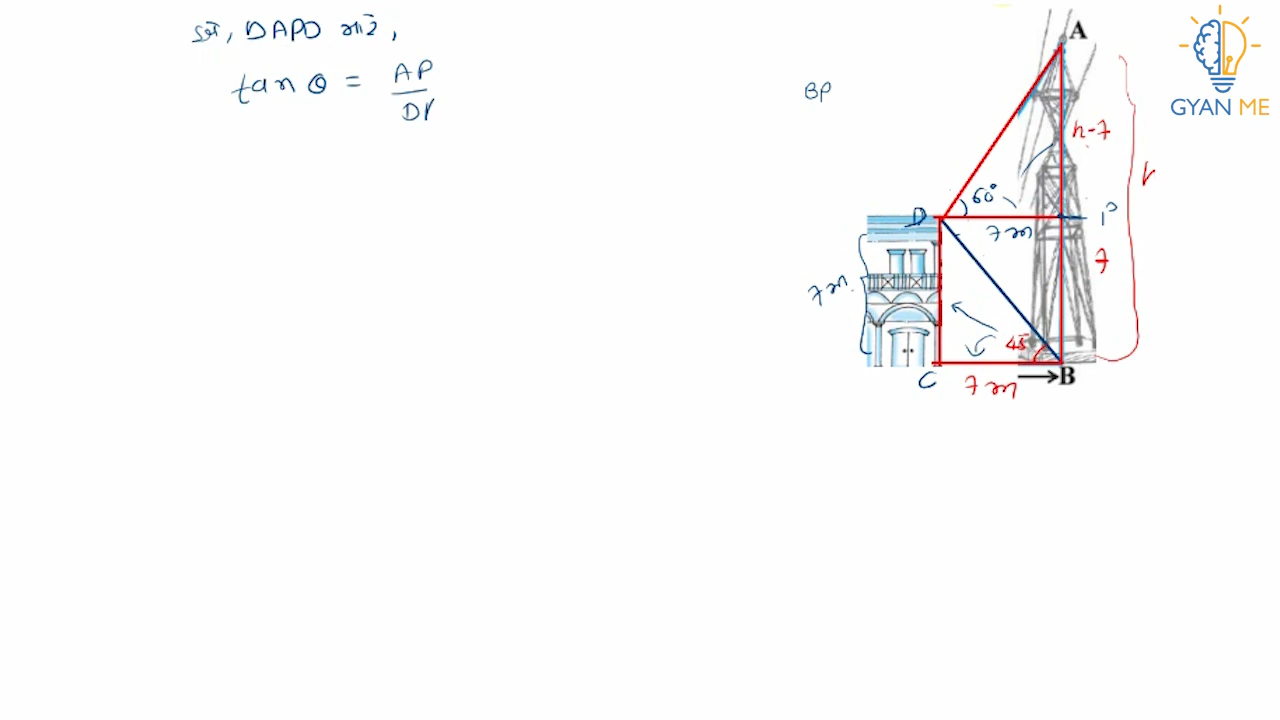 હવે, ΔAPD માં,
tan θ = AP / DP
BP
A
h-7
h
60°
D
P
7 m
7
7 m
45
C
7 m
B
GYAN ME